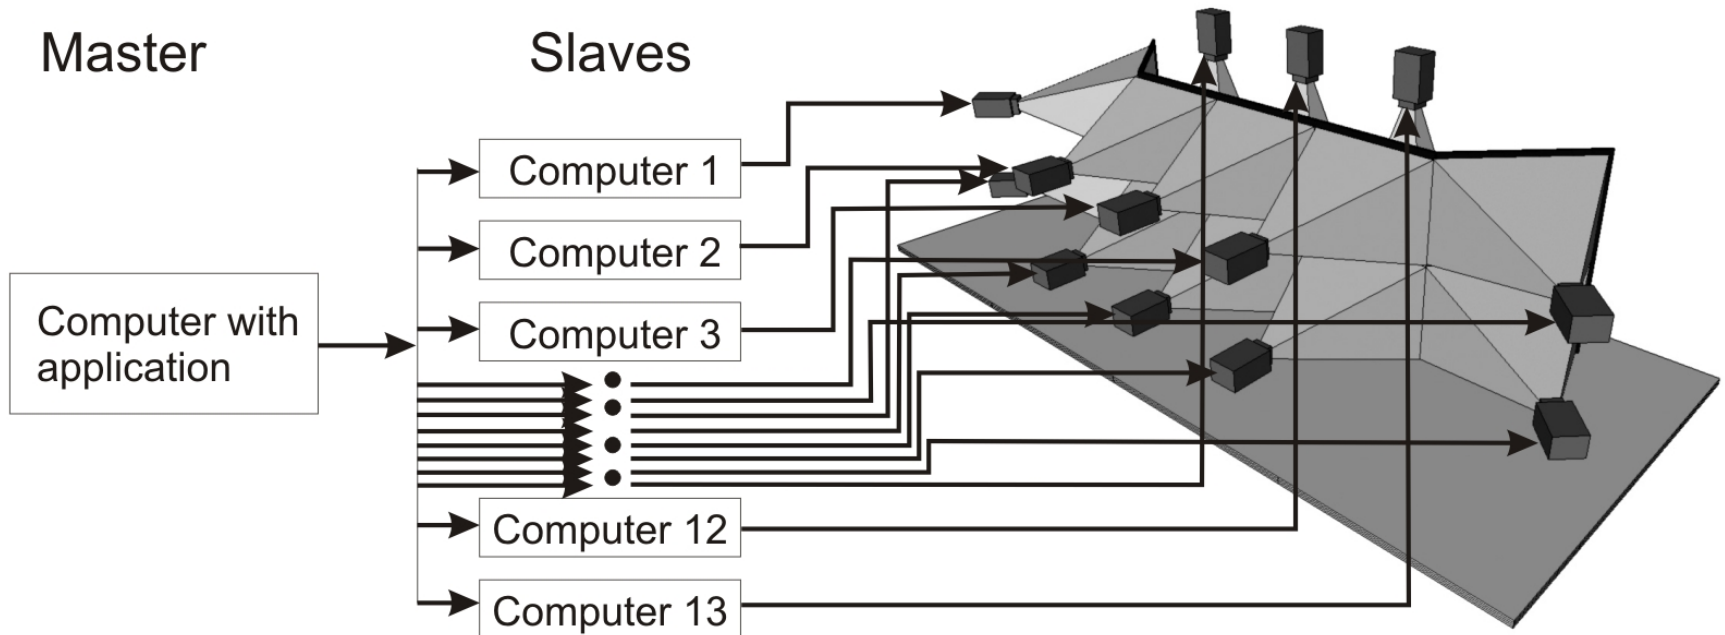 Master
Slaves
Computer 1
Computer 2
Computer 3
Computer with
application
Computer 12
Computer 13